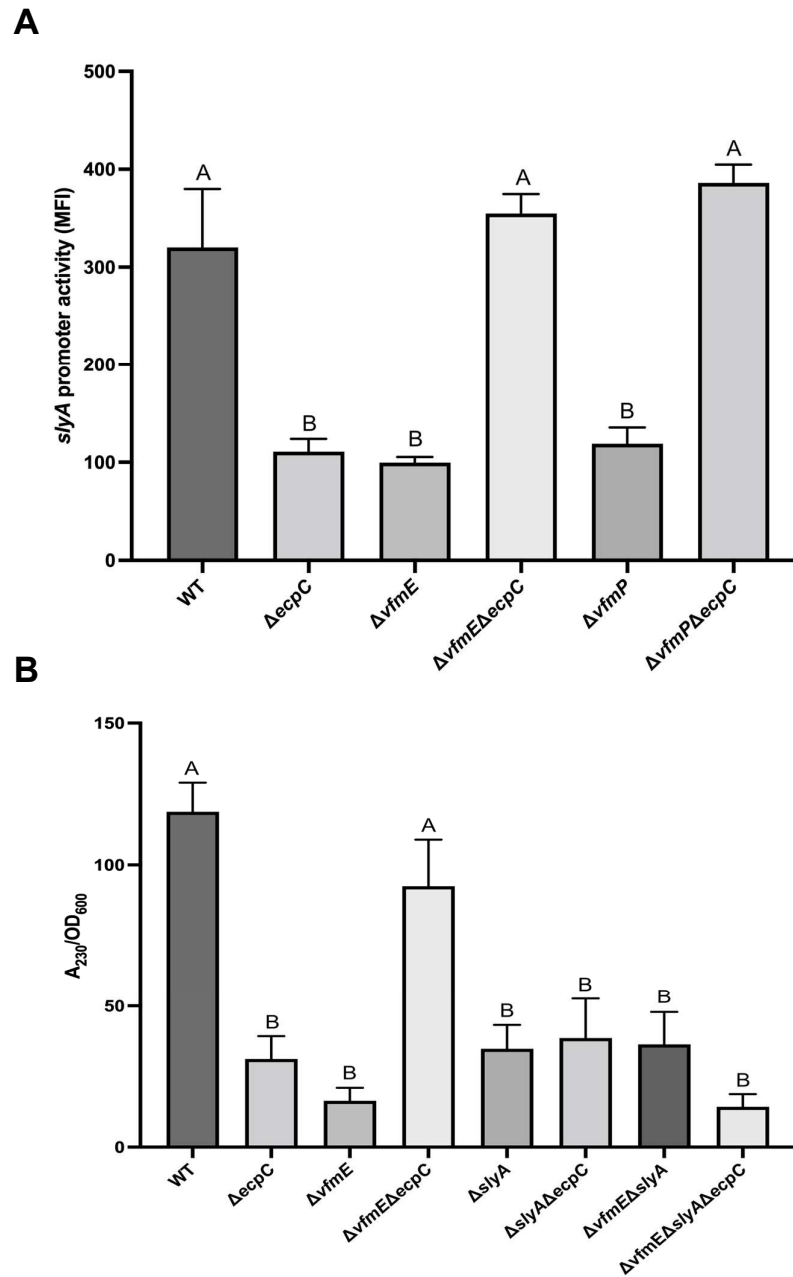 A
slyA promoter activity (MFI)
500
400
300
200
100
0
A
B
B
A
B
A
WT
ΔecpC
ΔvfmE
ΔvfmEΔecpC
ΔvfmP
ΔvfmPΔecpC
B
A230/OD600
150
100
50
0
A
B
B
A
B
B
B
B
WT
ΔecpC
ΔvfmE
ΔvfmEΔecpC
ΔslyA
ΔslyAΔecpC
ΔvfmEΔslyA
ΔvfmEΔslyAΔecpC